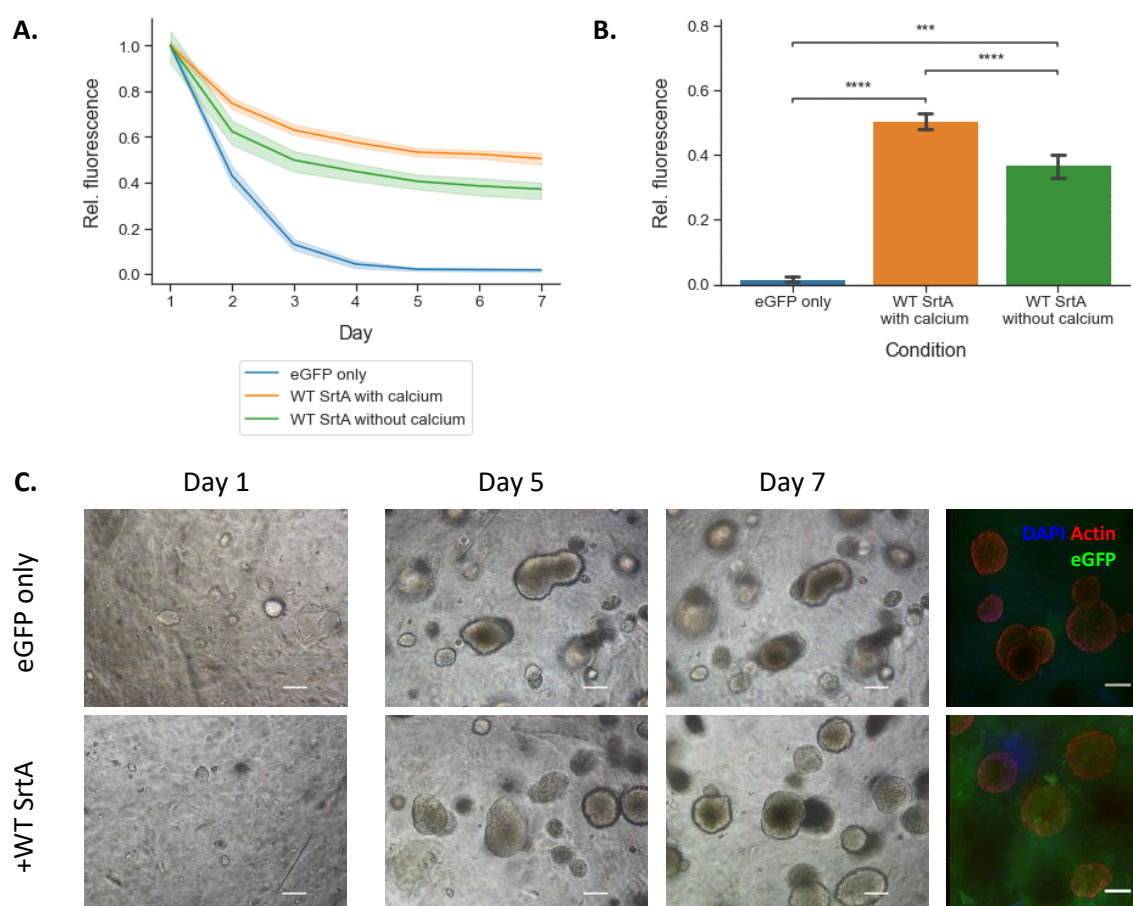 A.
Rel. fluorescence
1.0
0.8
0.6
0.4
0.2
0.0
1 2 3 4 5 6 7
Day
eGFP only
WT SrtA with calcium
WT SrtA without calcium
B.
Rel. fluorescence
0.8
0.6
0.4
0.2
0.0
***
****
****
eGFP only
WT SrtA
with calcium
WT SrtA
without calcium
Condition
C.
Day 1
Day 5
Day 7
eGFP only
DAPI Actin
eGFP
+WT SrtA